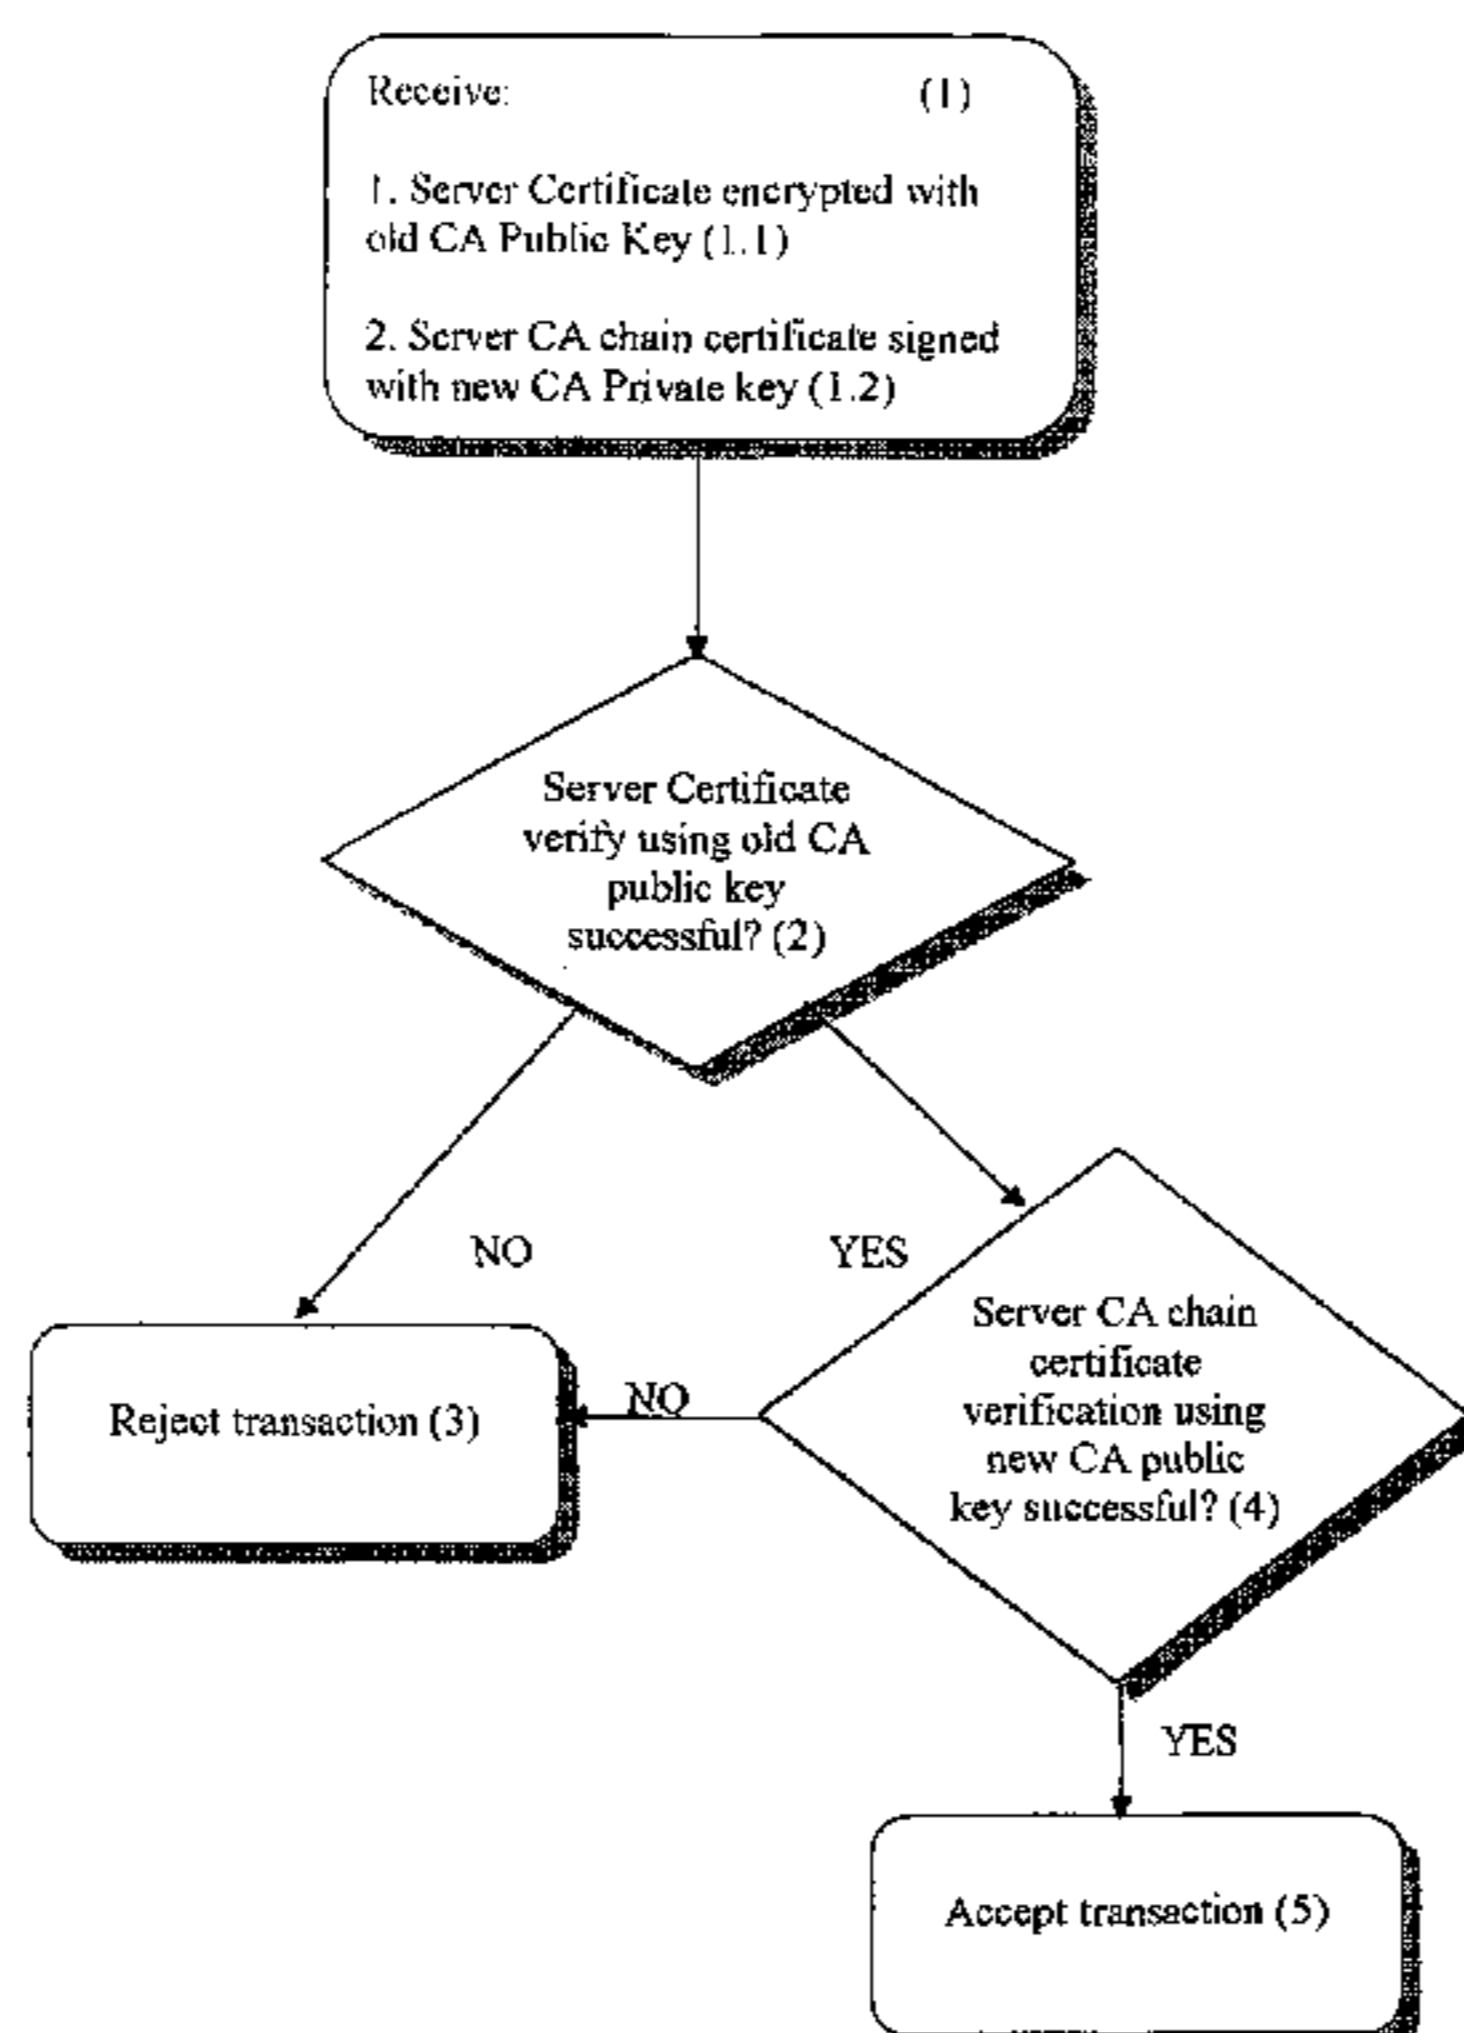 Receive: (1)
1. Server Certificate encrypted with
old CA Public Key (1.1)
2. Server CA chain certificate signed
with new CA Private key (1.2)
Server Certificate
verify using old CA
public key
successful? (2)
NO
YES
Server CA chain
certificate
verification using
new CA public
key successful? (4)
NO
Reject transaction (3)
YES
Accept transaction (5)